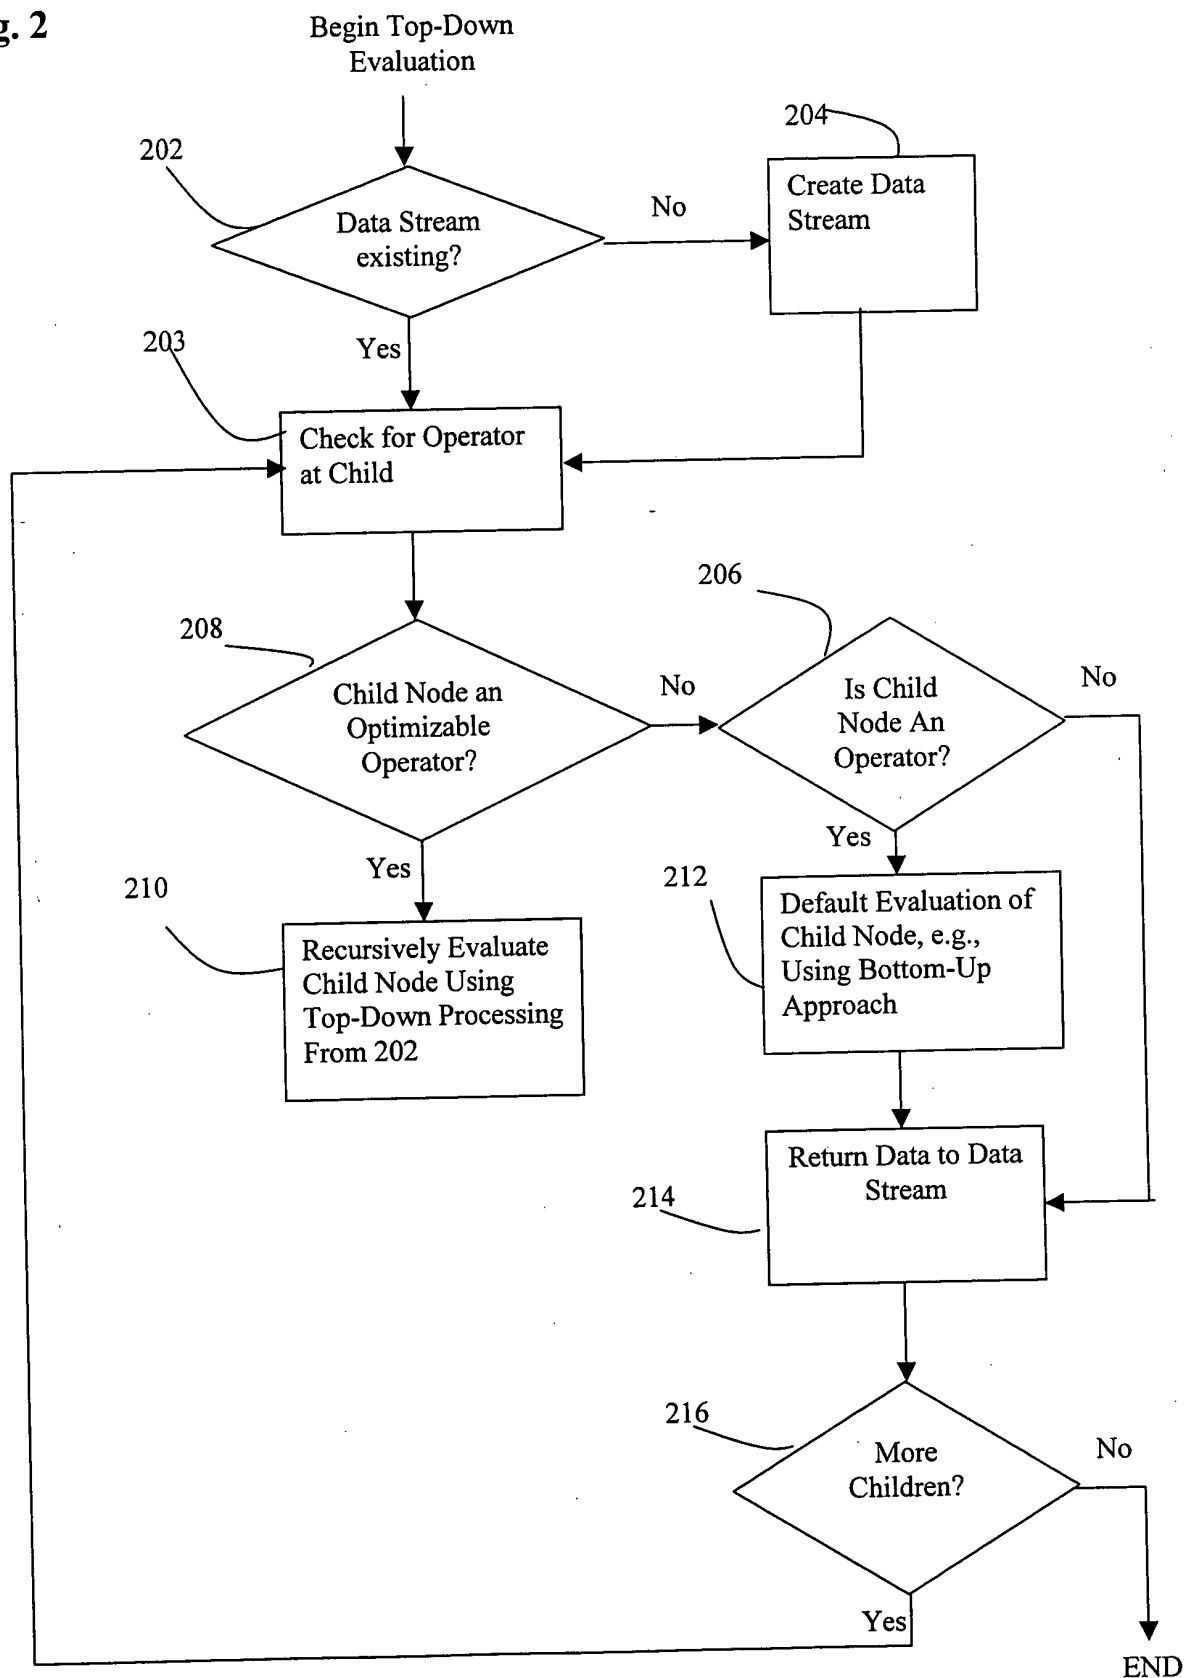 g. 2
Begin Top-Down
Evaluation
204
202
Create Data
Stream
No
Data Stream
existing?
203
Yes
Check for Operator
at Child
206
208
No
No
Child Node an
Optimizable
Operator?
Is Child
Node An
Operator?
Yes
Yes
210
212
Default Evaluation of
Child Node, e.g.,
Using Bottom-Up
Approach
Recursively Evaluate
Child Node Using
Top-Down Processing
From 202
Return Data to Data
Stream
214
216
More
Children?
No
Yes
END